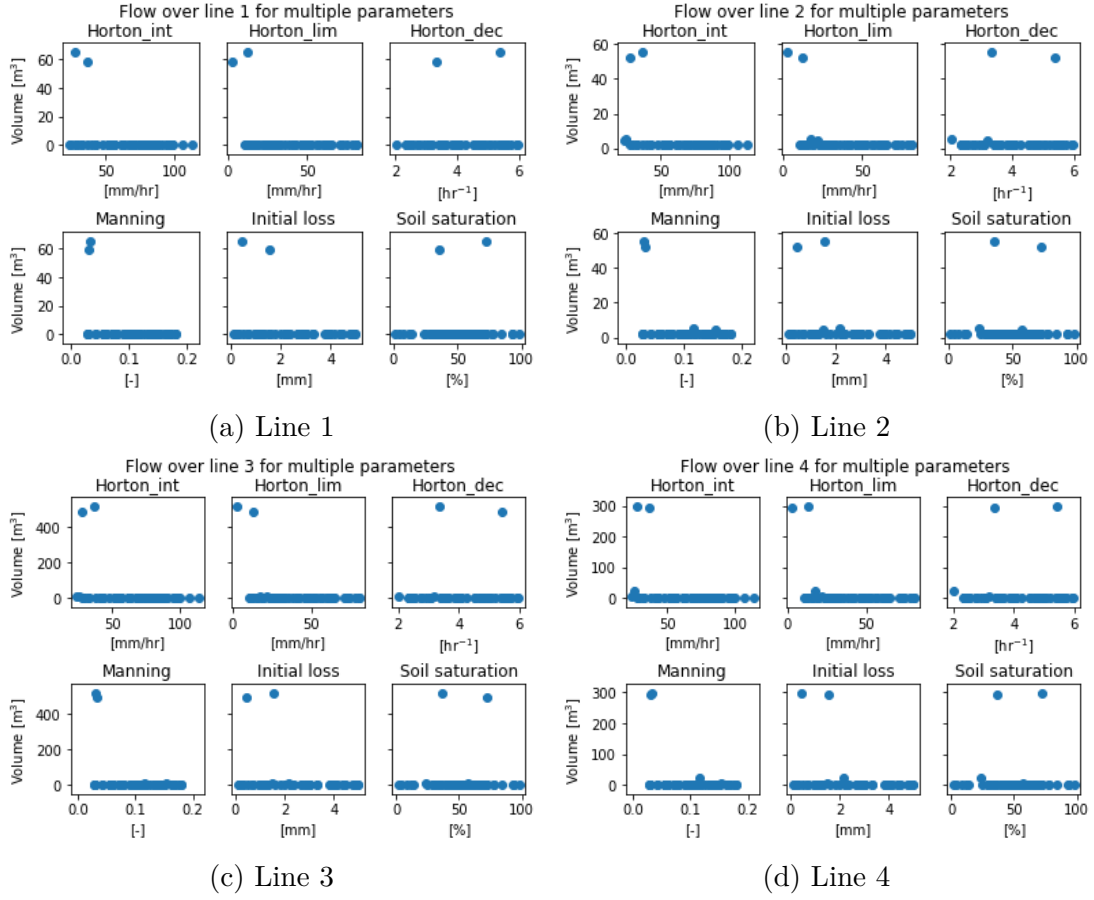 Flow over line 1 for multiple parameters
Horton_int Horton_lim Horton_dec
Volume [m³]
60
40
20
0
50 100
0 50
2 4 6
[mm/hr] [mm/hr] [hr⁻¹]
Manning Initial loss Soil saturation
Volume [m³]
60
40
20
0
0.0 0.1 0.2
0 2 4
0 50 100
[-] [mm] [%]
(a) Line 1
Flow over line 2 for multiple parameters
Horton_int Horton_lim Horton_dec
Volume [m³]
60
40
20
0
50 100
0 50
2 4 6
[mm/hr] [mm/hr] [hr⁻¹]
Manning Initial loss Soil saturation
Volume [m³]
60
40
20
0
0.0 0.1 0.2
0 2 4
0 50 100
[-] [mm] [%]
(b) Line 2
Flow over line 3 for multiple parameters
Horton_int Horton_lim Horton_dec
Volume [m³]
400
200
0
50 100
0 50
2 4 6
[mm/hr] [mm/hr] [hr⁻¹]
Manning Initial loss Soil saturation
Volume [m³]
400
200
0
0.0 0.1 0.2
0 2 4
0 50 100
[-] [mm] [%]
(c) Line 3
Flow over line 4 for multiple parameters
Horton_int Horton_lim Horton_dec
Volume [m³]
300
200
100
0
50 100
0 50
2 4 6
[mm/hr] [mm/hr] [hr⁻¹]
Manning Initial loss Soil saturation
Volume [m³]
300
200
100
0
0.0 0.1 0.2
0 2 4
0 50 100
[-] [mm] [%]
(d) Line 4